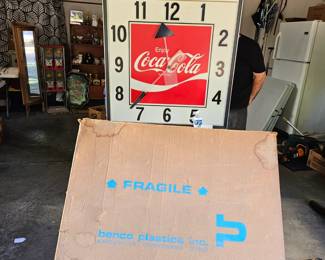 11 12 1
10 2
Enjoy
Coca-Cola
9 3
8 4
7 6 5
★ FRAGILE ★
benco plastics inc.